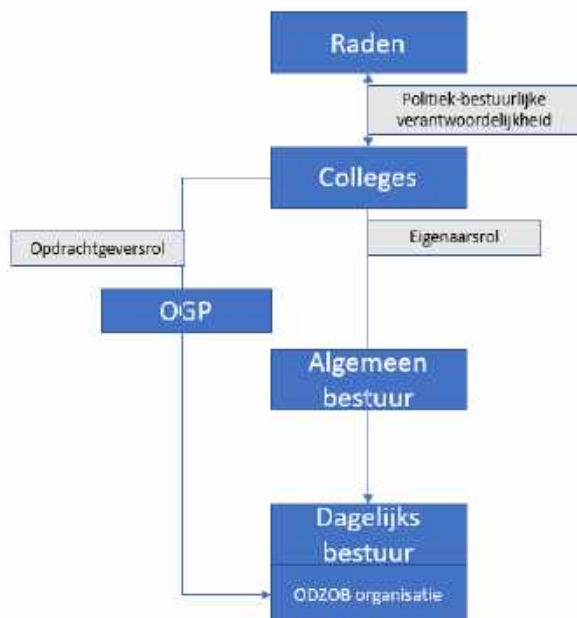 Raden
Politiek-bestuurlijke
verantwoordelijkheid
Colleges
Opdrachtgeversrol
Eigenaarsrol
OGP
Algemeen
bestuur
Dagelijks
bestuur
ODZOB organisatie